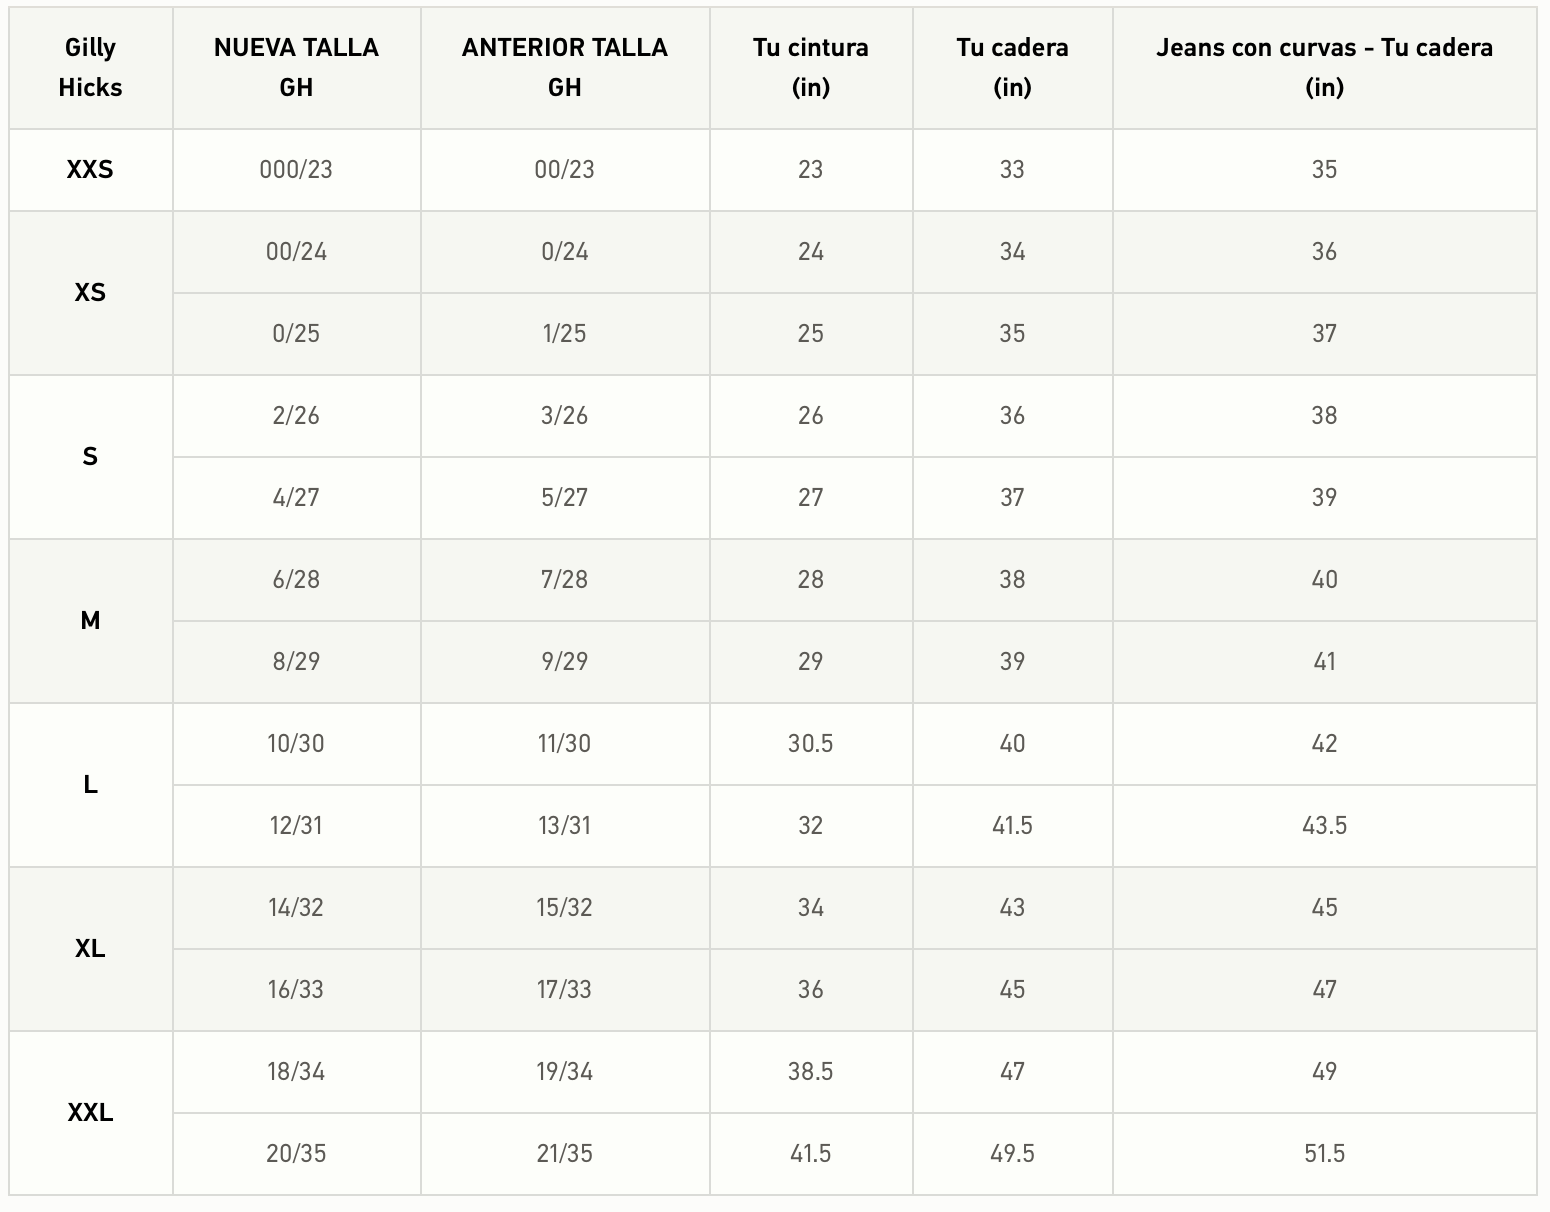 Gilly Hicks NUEVA TALLA GH ANTERIOR TALLA GH Tu cintura (in) Tu cadera (in) Jeans con curvas - Tu cadera (in)
XXS 000/23 00/23 23 33 35
XS 00/24 0/24 24 34 36
0/25 1/25 25 35 37
S 2/26 3/26 26 36 38
4/27 5/27 27 37 39
M 6/28 7/28 28 38 40
8/29 9/29 29 39 41
L 10/30 11/30 30.5 40 42
12/31 13/31 32 41.5 43.5
XL 14/32 15/32 34 43 45
16/33 17/33 36 45 47
XXL 18/34 19/34 38.5 47 49
20/35 21/35 41.5 49.5 51.5